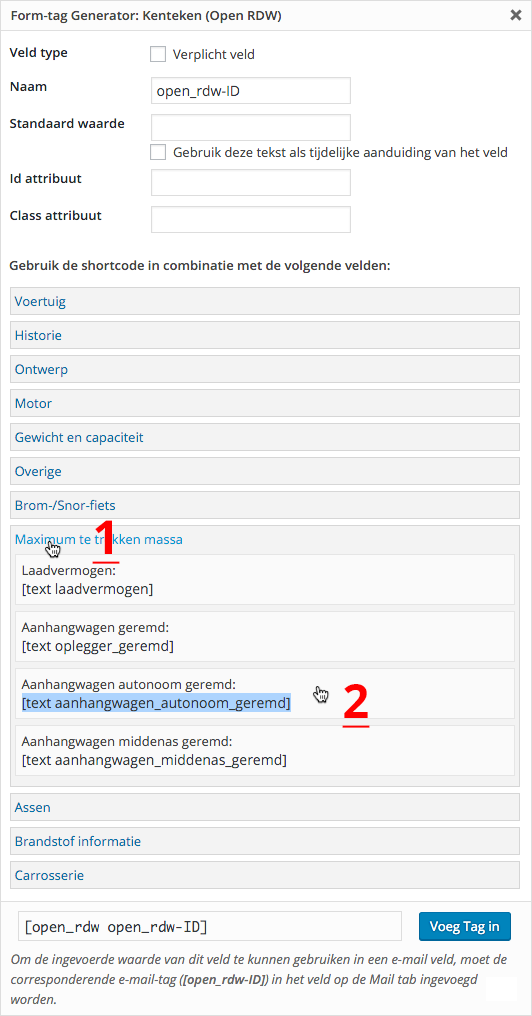 Form-tag Generator: Kenteken (Open RDW)
Veld type
Verplicht veld
Naam
open_rdw-ID
Standaard waarde
Gebruik deze tekst als tijdelijke aanduiding van het veld
Id attribuut
Class attribuut
Gebruik de shortcode in combinatie met de volgende velden:
Voertuig
Historie
Ontwerp
Motor
Gewicht en capaciteit
Overige
Brom-/Snor-fiets
Maximum te trekken massa
1
Laadvermogen:
[text laadvermogen]
Aanhangwagen geremd:
[text oplegger_geremd]
Aanhangwagen autonoom geremd:
[text aanhangwagen_autonoom_geremd]
2
Aanhangwagen middenas geremd:
[text aanhangwagen_middenas_geremd]
Assen
Brandstof informatie
Carrosserie
[open_rdw open_rdw-ID]
Voeg Tag in
Om de ingevoerde waarde van dit veld te kunnen gebruiken in een e-mail veld, moet de
corresponderende e-mail-tag ([open_rdw-ID]) in het veld op de Mail tab ingevoegd
worden.